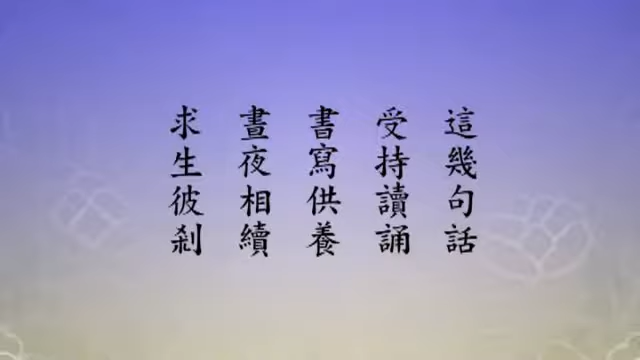 這幾句話
受持讀誦
書寫供養
晝夜相續
求生彼剎